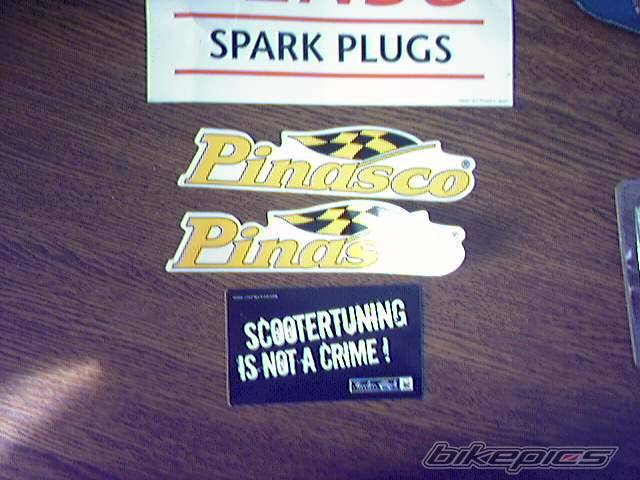 SPARK PLUGS
Pinasco®
Pinas
SCOOTERTUNING
IS NOT A CRIME!
bikepics